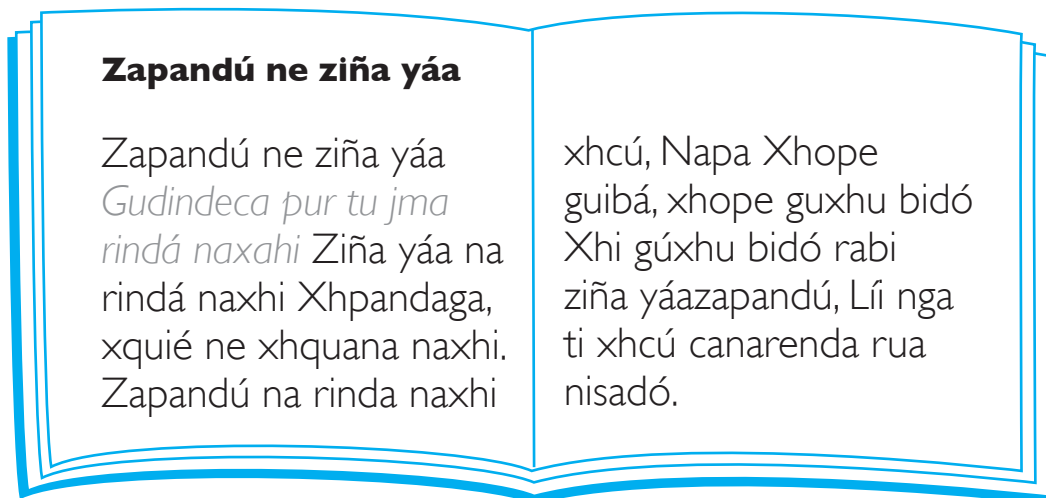 Zapandú ne ziña yáa
Zapandú ne ziña yáa
Gudindeca pur tu jma
rindá naxahi Ziña yáa na
rindá naxhi Xhpandaga,
xquié ne xhquana naxhi.
Zapandú na rinda naxhi
xhcú, Napa Xhope
guibá, xhope guxhu bidó
Xhi gúxhu bidó rabi
ziña yáazapandú, Líi nga
ti xhcú canarenda rua
nisadó.